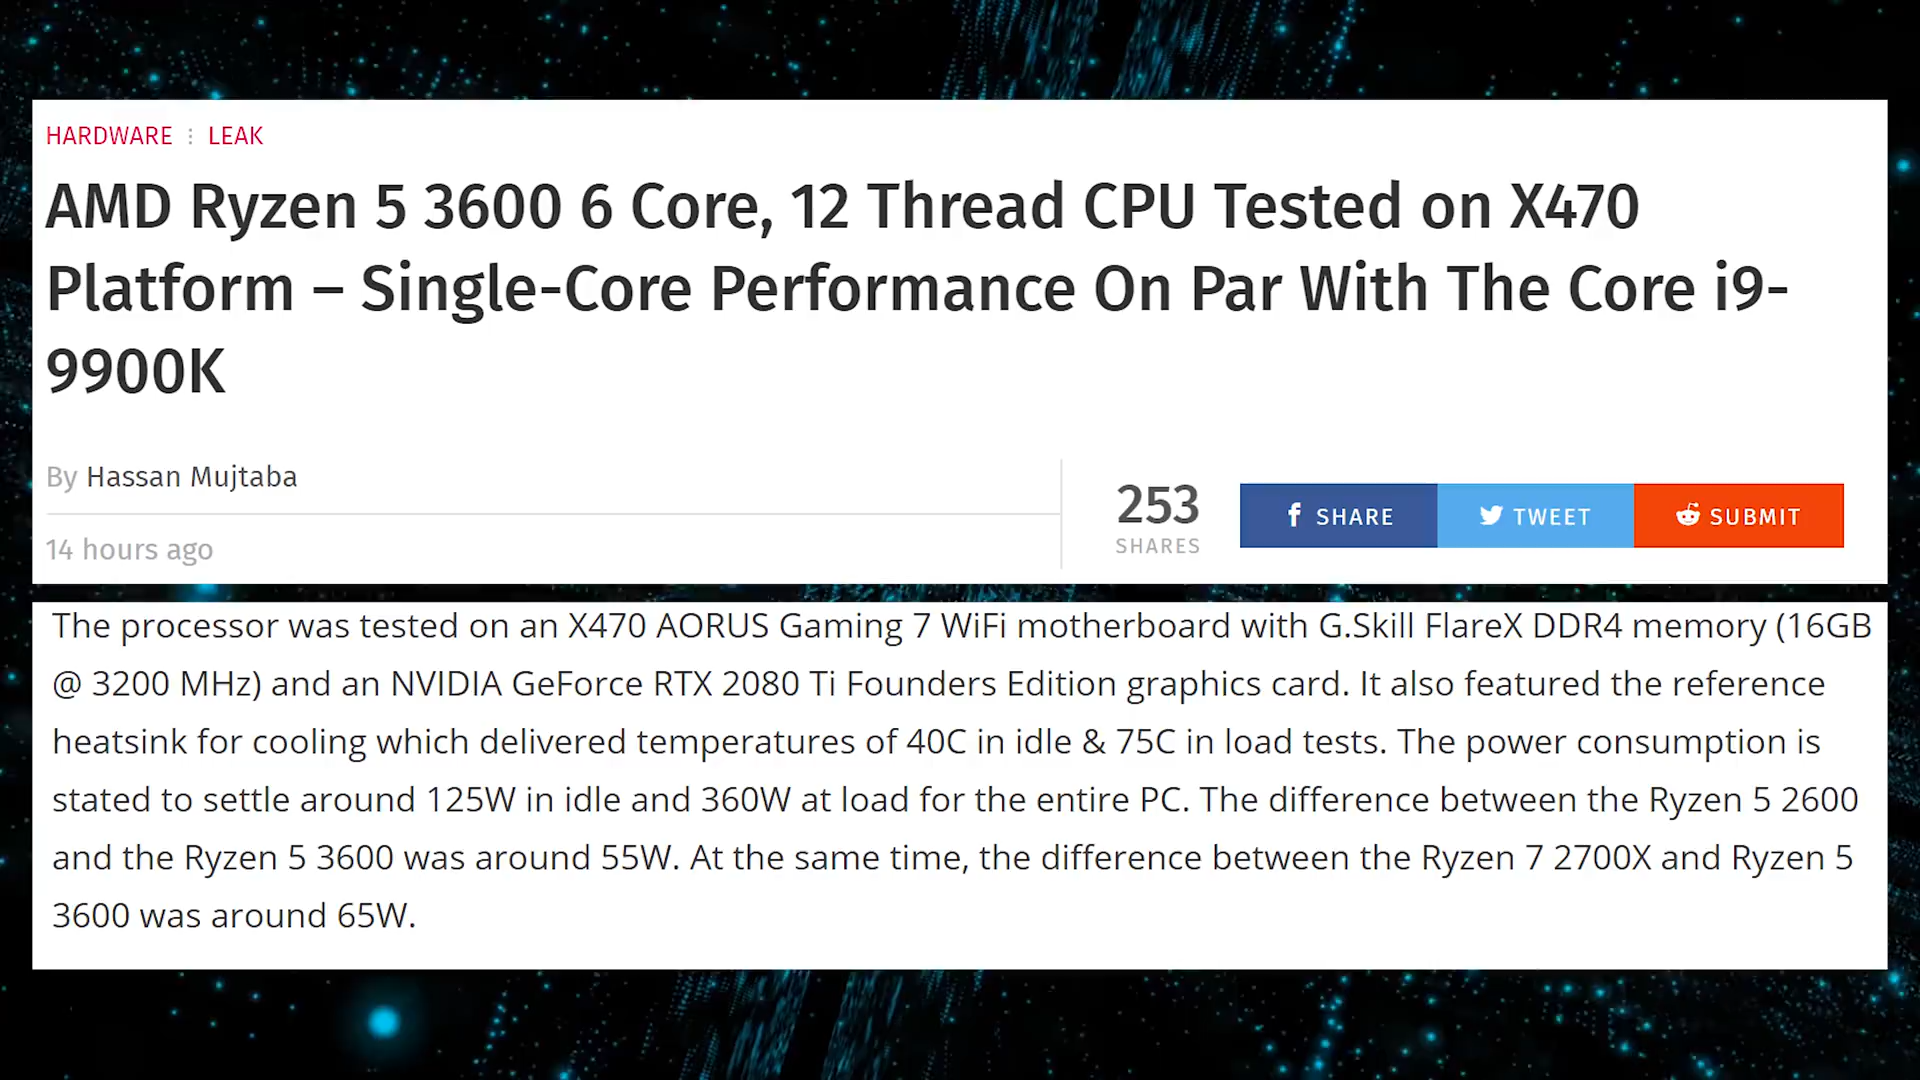 HARDWARE ⋮ LEAK
AMD Ryzen 5 3600 6 Core, 12 Thread CPU Tested on X470
Platform – Single-Core Performance On Par With The Core i9-
9900K
By Hassan Mujtaba
14 hours ago
253
SHARES
SHARE
TWEET
SUBMIT
The processor was tested on an X470 AORUS Gaming 7 WiFi motherboard with G.Skill FlareX DDR4 memory (16GB
@ 3200 MHz) and an NVIDIA GeForce RTX 2080 Ti Founders Edition graphics card. It also featured the reference
heatsink for cooling which delivered temperatures of 40C in idle & 75C in load tests. The power consumption is
stated to settle around 125W in idle and 360W at load for the entire PC. The difference between the Ryzen 5 2600
and the Ryzen 5 3600 was around 55W. At the same time, the difference between the Ryzen 7 2700X and Ryzen 5
3600 was around 65W.